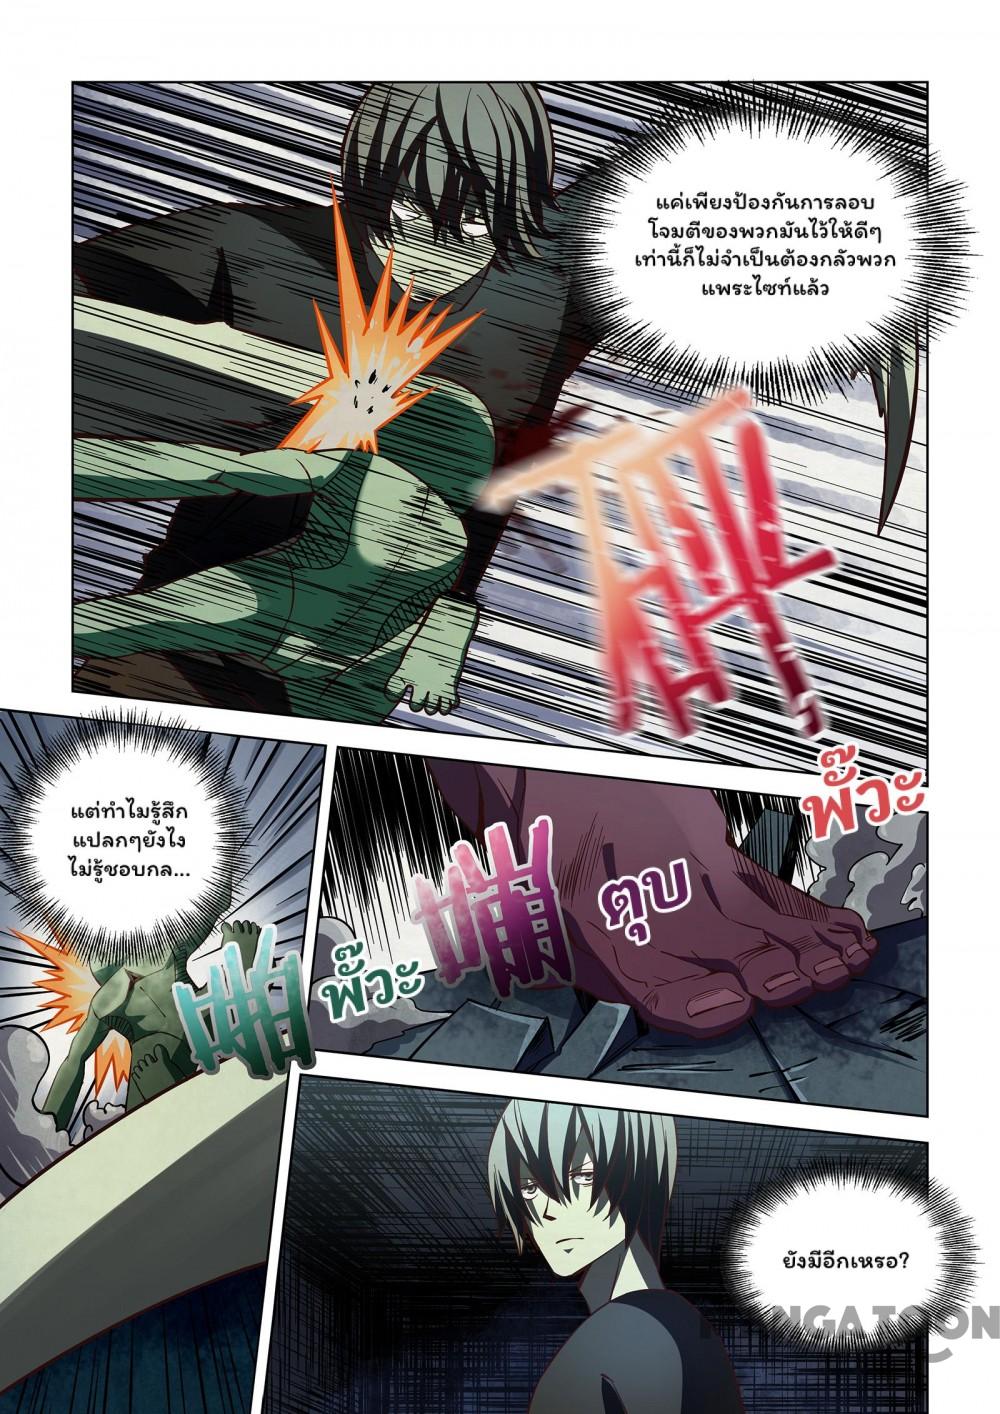 แค่เพียงป้องกันการลอบ
โจมตีของพวกมันไว้ให้ดีๆ
เท่านี้ก็ไม่จำเป็นต้องกลัวพวก
แพระไซท์แล้ว
พั๊วะ
แต่ทำไมรู้สึก
แปลกๆยังไง
ไม่รู้ชอบกล...
ตุบ
พั๊วะ
ยังมีอีกเหรอ?
MANGATOON